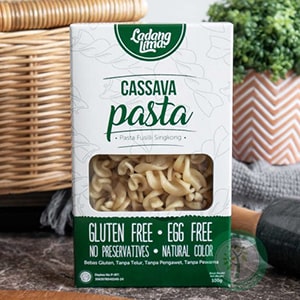 Ladang
Lima
CASSAVA
pasta
• Pasta Fusilli Singkong •
GLUTEN FREE • EGG FREE
NO PRESERVATIVES • NATURAL COLOR
Bebas Gluten, Tanpa Telur, Tanpa Pengawet, Tanpa Pewarna
100g